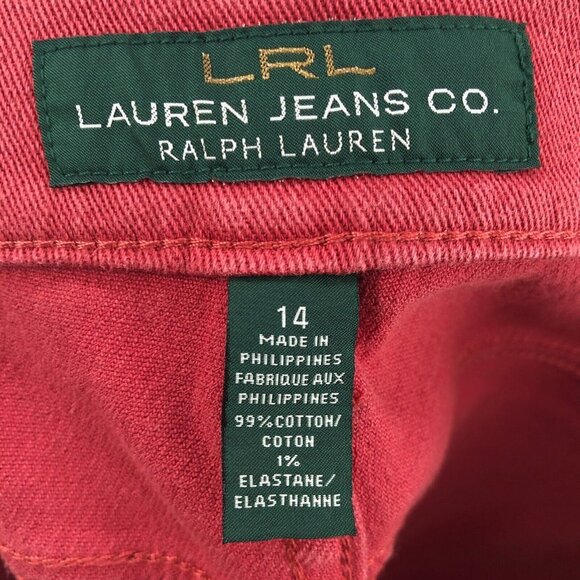 LRL
LAUREN JEANS CO.
RALPH LAUREN
14
MADE IN
PHILIPPINES
FABRIQUE AUX
PHILIPPINES
99% COTTON/
COTON
1%
ELASTANE/
ELASTHANNE